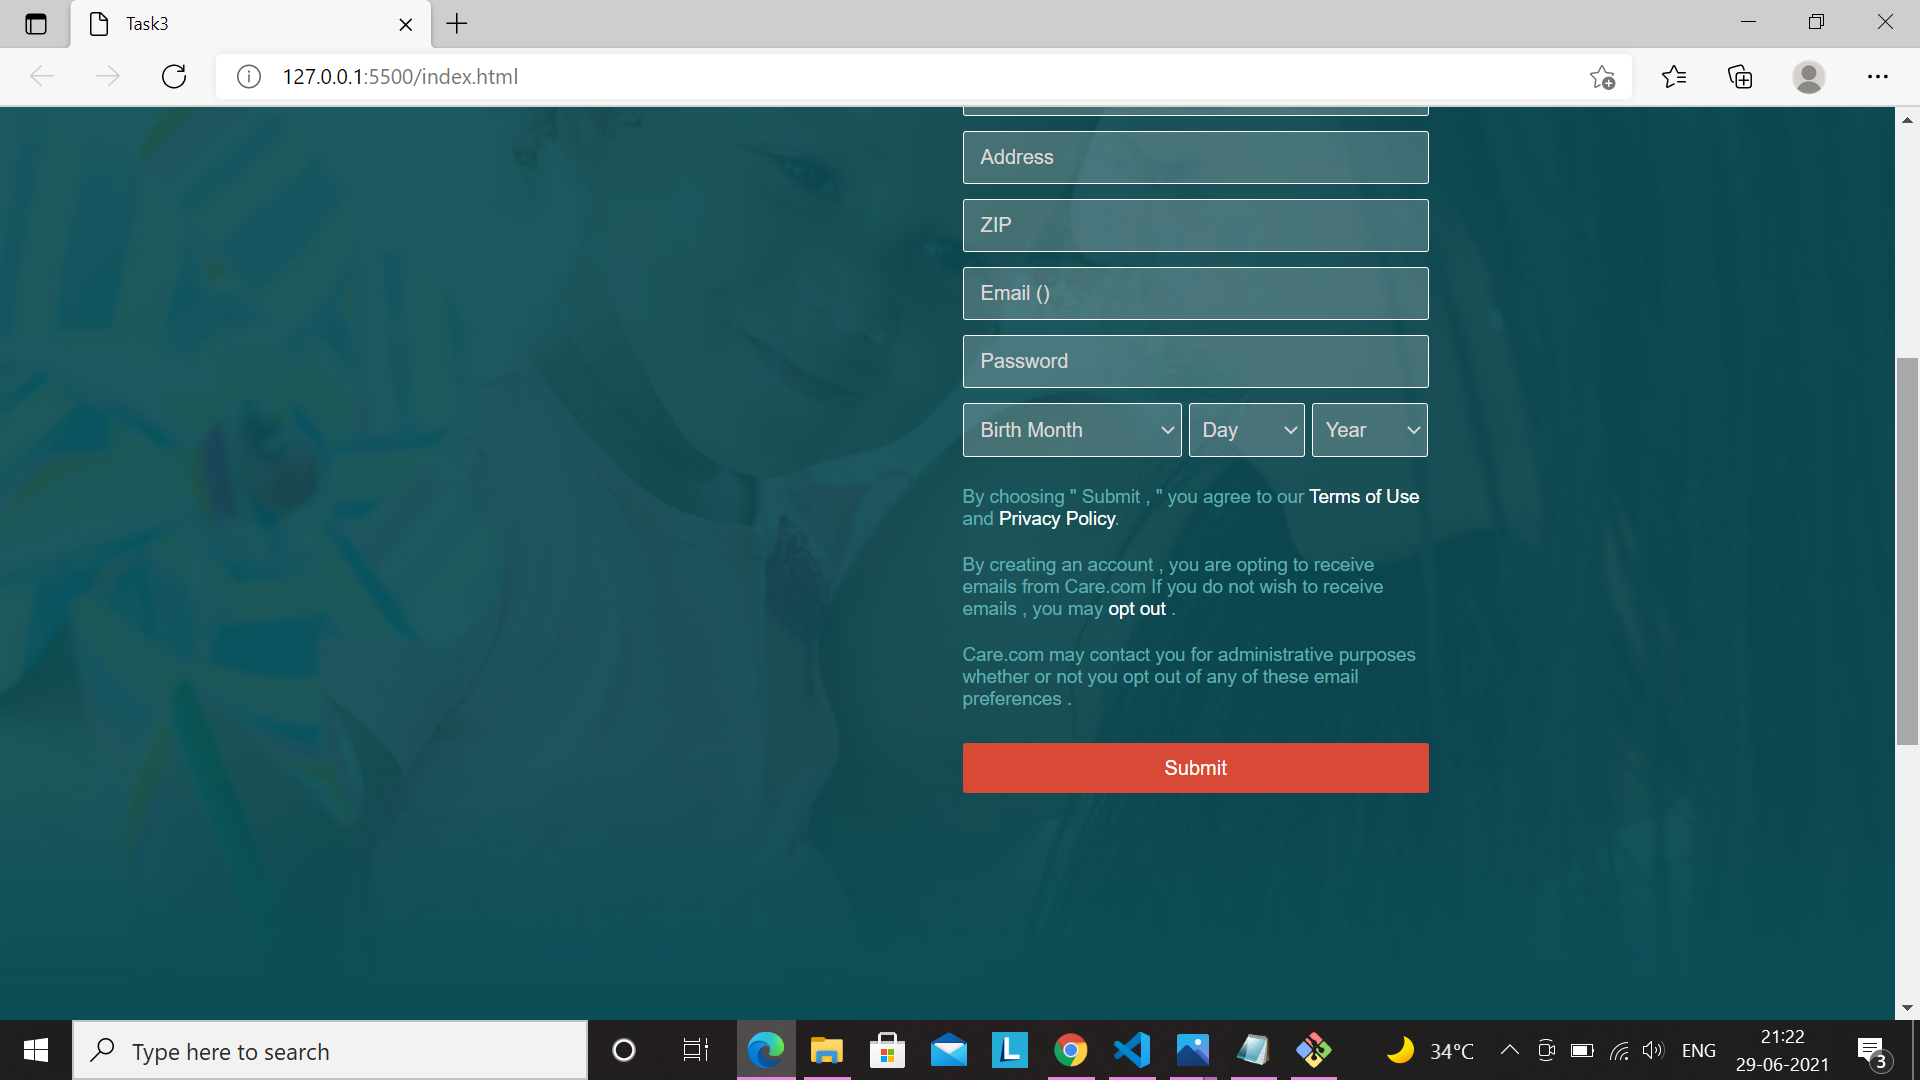 Task3
127.0.0.1:5500/index.html
Address
ZIP
Email ()
Password
Birth Month Day Year
By choosing " Submit , " you agree to our Terms of Use
and Privacy Policy.
By creating an account , you are opting to receive
emails from Care.com If you do not wish to receive
emails , you may opt out .
Care.com may contact you for administrative purposes
whether or not you opt out of any of these email
preferences .
Submit
Type here to search
L
34°C
ENG
21:22
29-06-2021
3